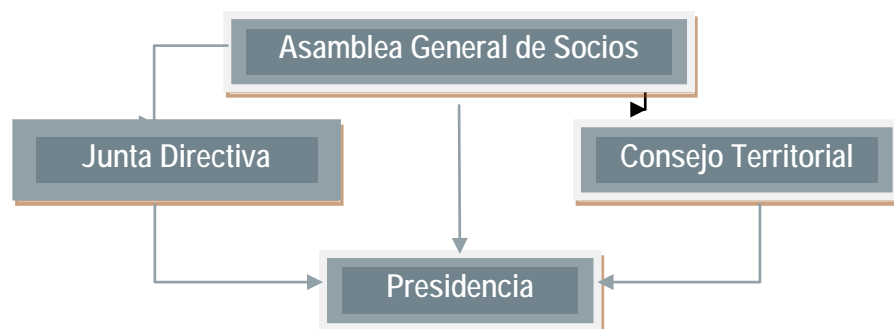 Asamblea General de Socios
Junta Directiva
Consejo Territorial
Presidencia